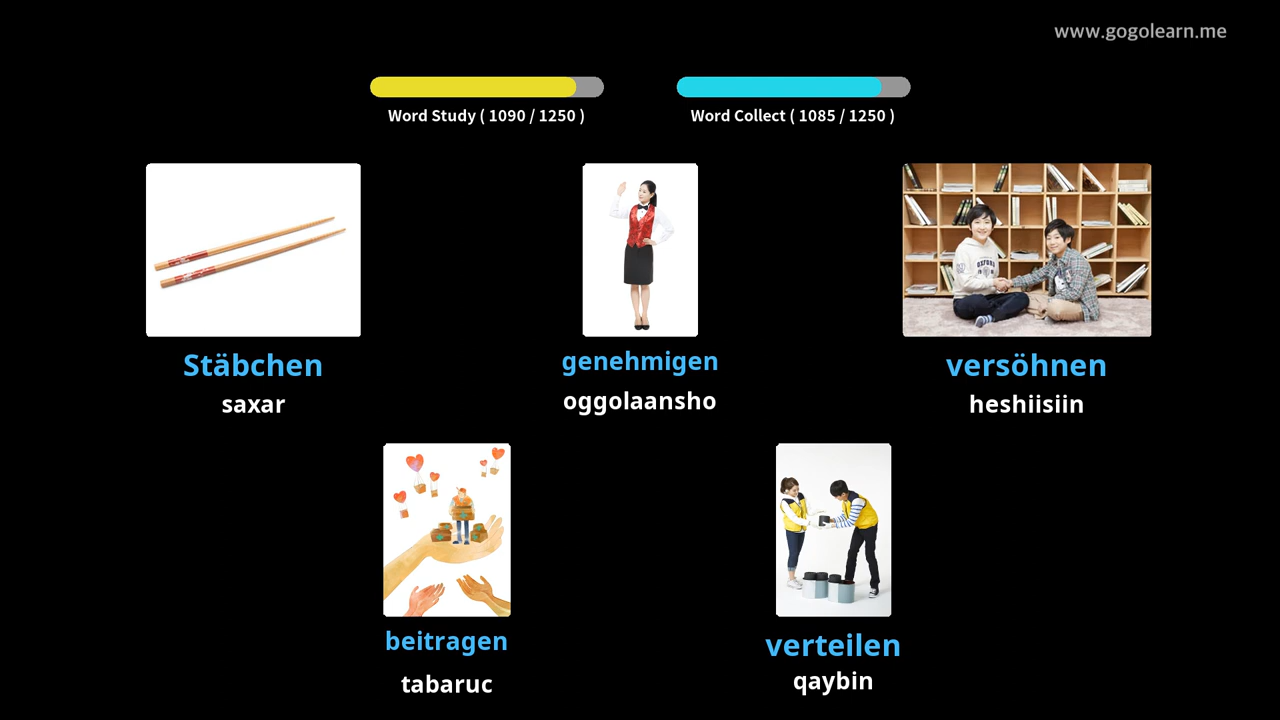 www.gogolearn.me
Word Study ( 1090 / 1250 )
Word Collect ( 1085 / 1250 )
Stäbchen
saxar
genehmigen
oggolaansho
versöhnen
heshiisiin
beitragen
tabaruc
verteilen
qaybin